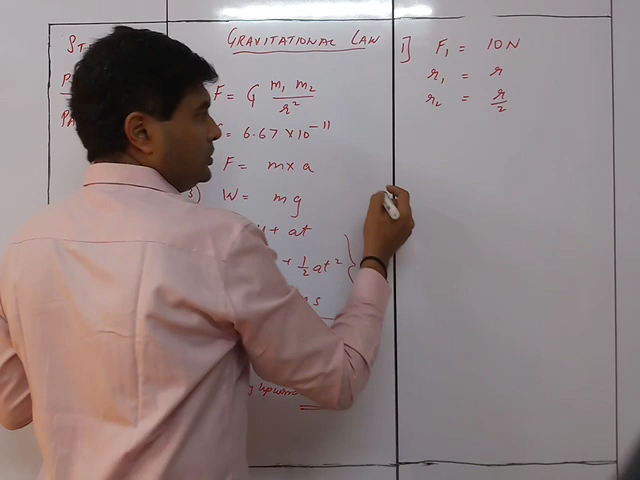 GRAVITATIONAL LAW
F = G m₁ m₂ / r²
= 6.67 × 10⁻¹¹
F = m × a
W = mg
+ at
+ 1/2 at²
1] F₁ = 10 N
r₁ = r
r₂ = r/2